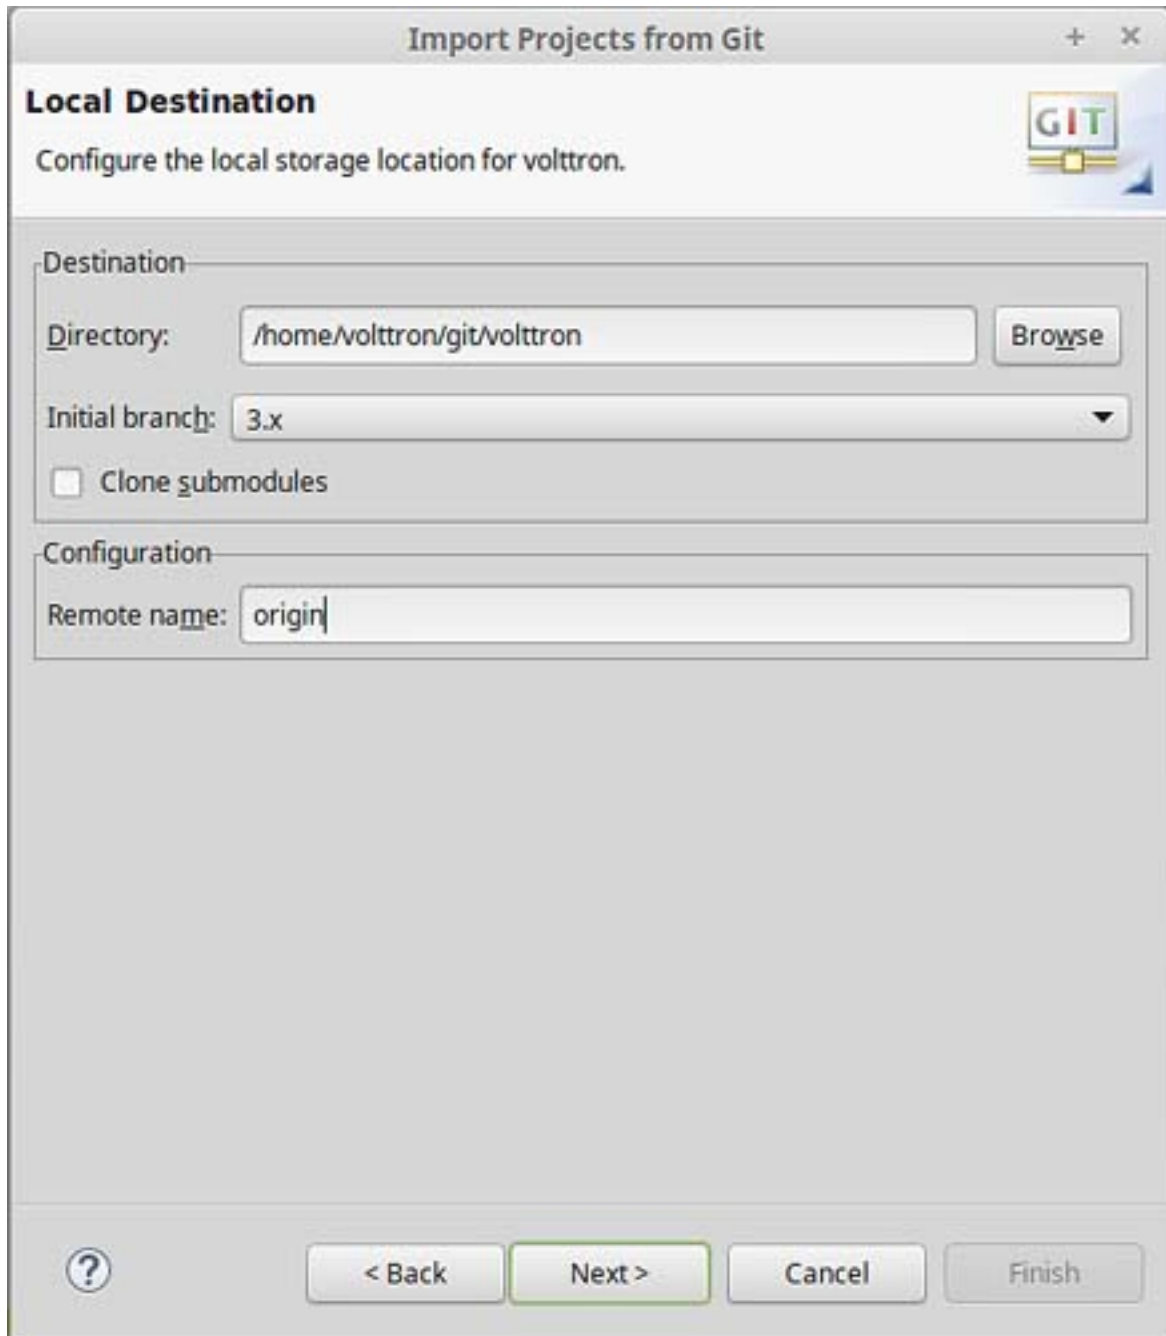 Import Projects from Git
Local Destination
GIT
Configure the local storage location for volttron.
Destination
Directory: /home/volttron/git/volttron Browse
Initial branch: 3.x
Clone submodules
Configuration
Remote name: origin
? < Back Next > Cancel Finish